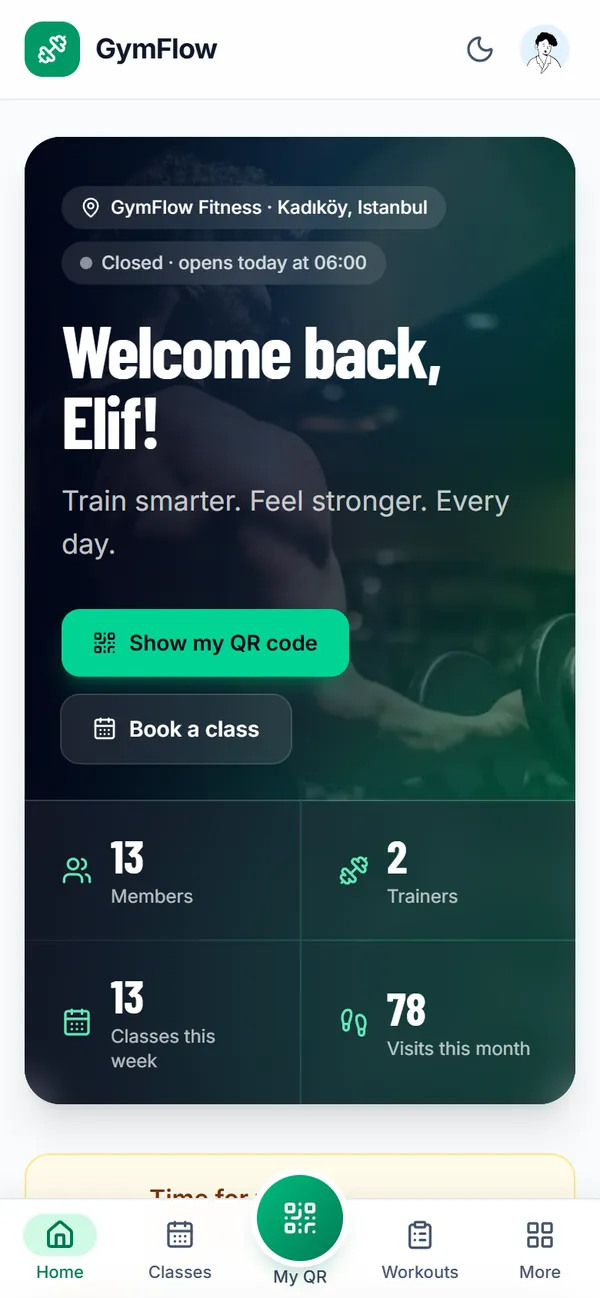 GymFlow
GymFlow Fitness · Kadıköy, Istanbul
Closed · opens today at 06:00
Welcome back,
Elif!
Train smarter. Feel stronger. Every
day.
Show my QR code
Book a class
13
Members
2
Trainers
13
Classes this
week
78
Visits this month
Time for
Home
Classes
My QR
Workouts
More